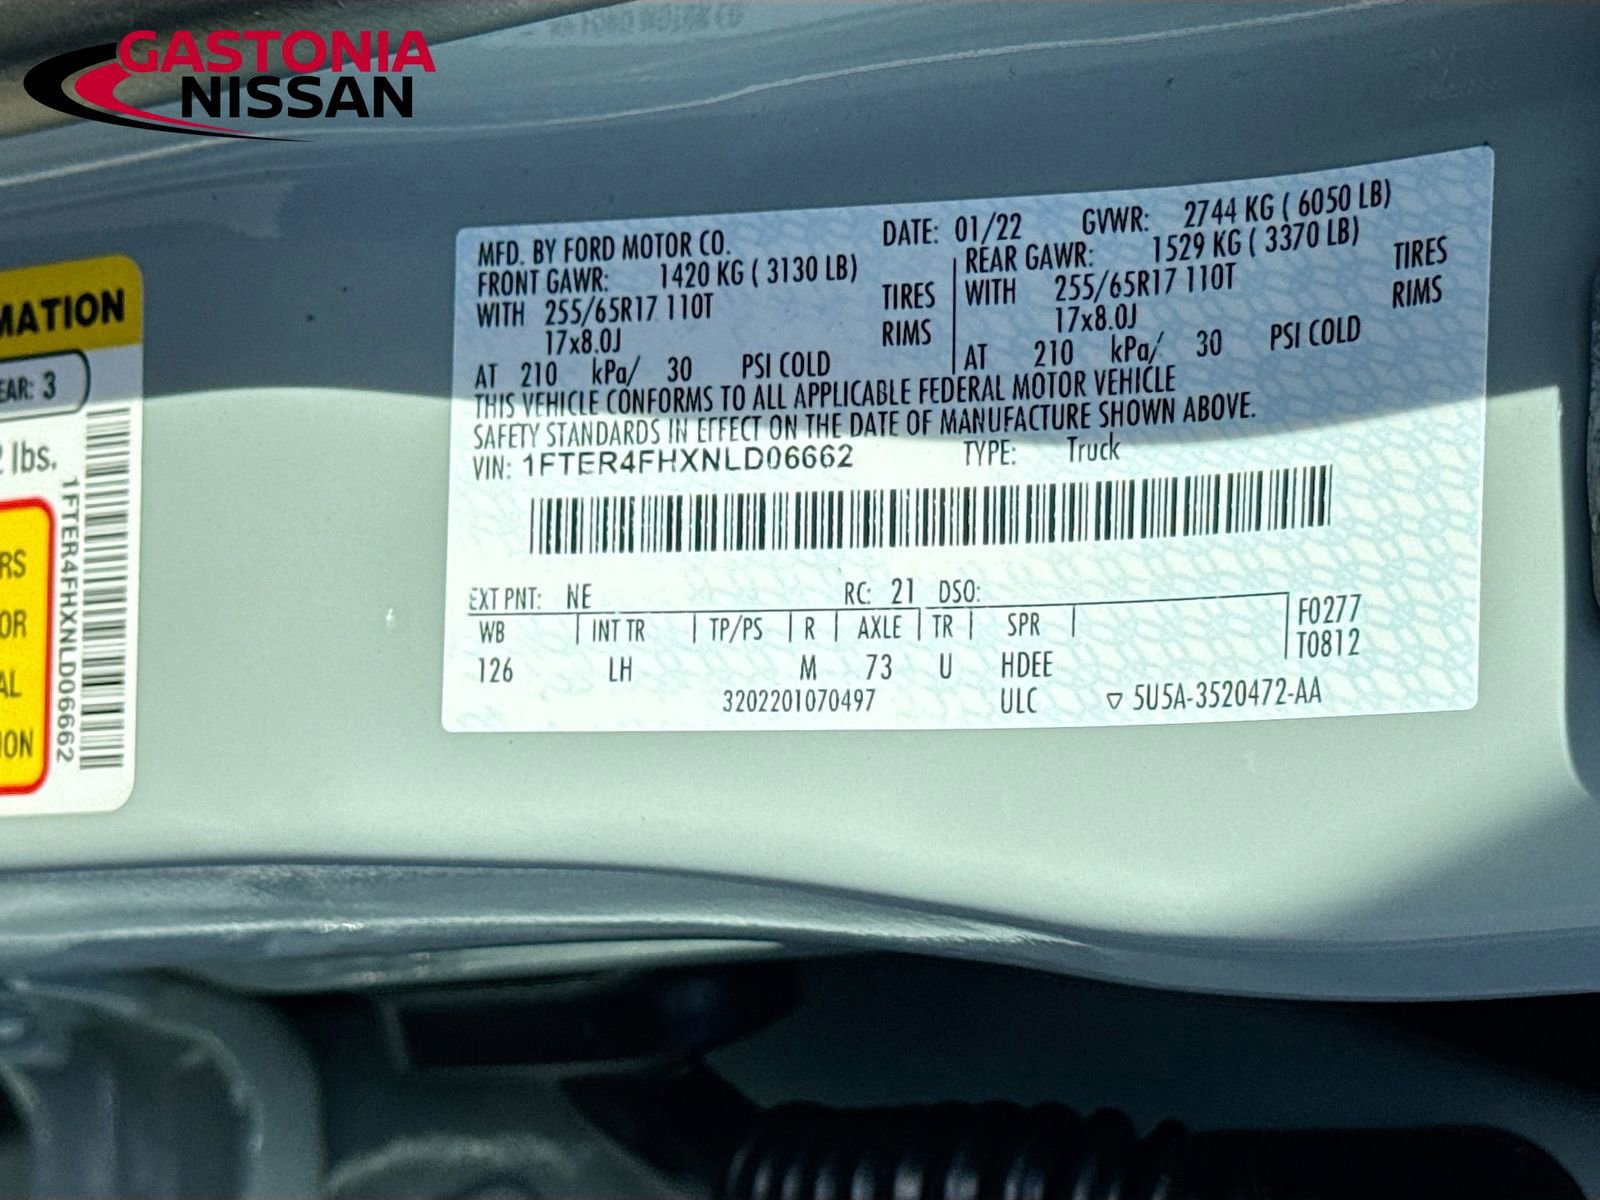 GASTONIA
NISSAN
MFD. BY FORD MOTOR CO. DATE: 01/22 GVWR: 2744 KG ( 6050 LB)
FRONT GAWR: 1420 KG ( 3130 LB) REAR GAWR: 1529 KG ( 3370 LB)
WITH 255/65R17 110T TIRES WITH 255/65R17 110T TIRES
17x8.0J RIMS 17x8.0J RIMS
AT 210 kPa/ 30 PSI COLD AT 210 kPa/ 30 PSI COLD
THIS VEHICLE CONFORMS TO ALL APPLICABLE FEDERAL MOTOR VEHICLE
SAFETY STANDARDS IN EFFECT ON THE DATE OF MANUFACTURE SHOWN ABOVE.
VIN: 1FTER4FHXNLD06662 TYPE: Truck
EXT PNT: NE RC: 21 DSO:
WB INT TR TP/PS R AXLE TR SPR F0277
T0812
126 LH M 73 U HDEE
3202201070497 ULC ▽ 5U5A-3520472-AA
MATION
EAR: 3
2 lbs.
RS
OR
AL
ION
1FTER4FHXNLD06662